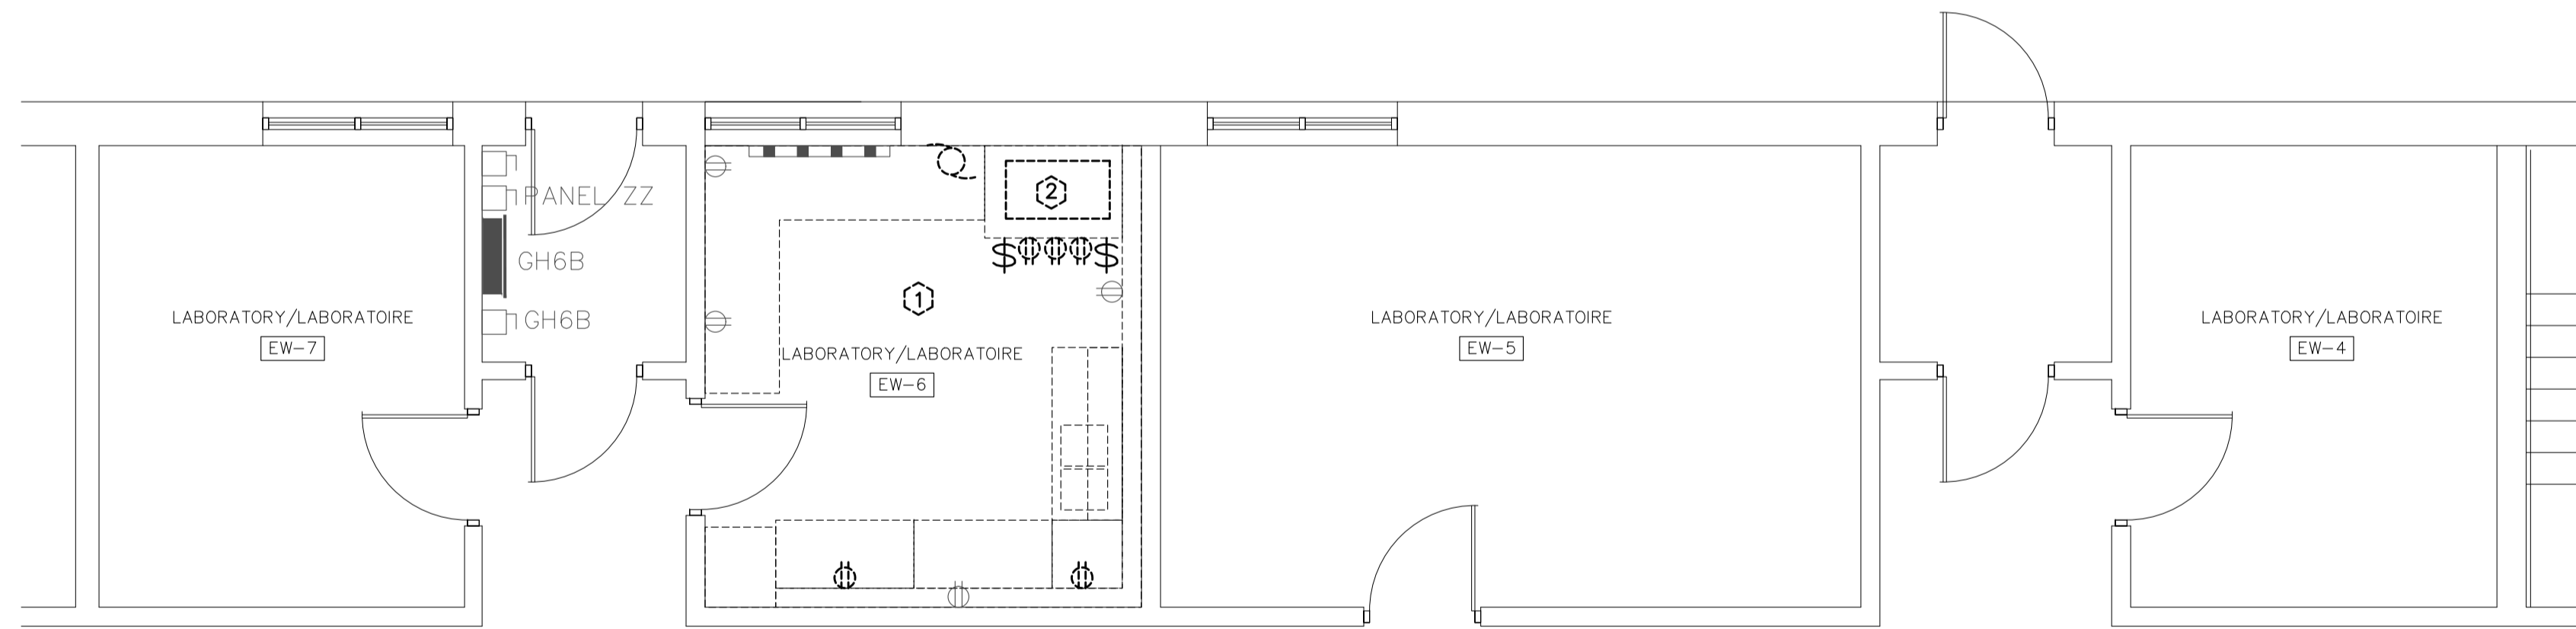 2
PANEL ZZ
$ $
GH6B
1
LABORATORY/LABORATOIRE
EW-7
GH6B
LABORATORY/LABORATOIRE
EW-6
LABORATORY/LABORATOIRE
EW-5
LABORATORY/LABORATOIRE
EW-4